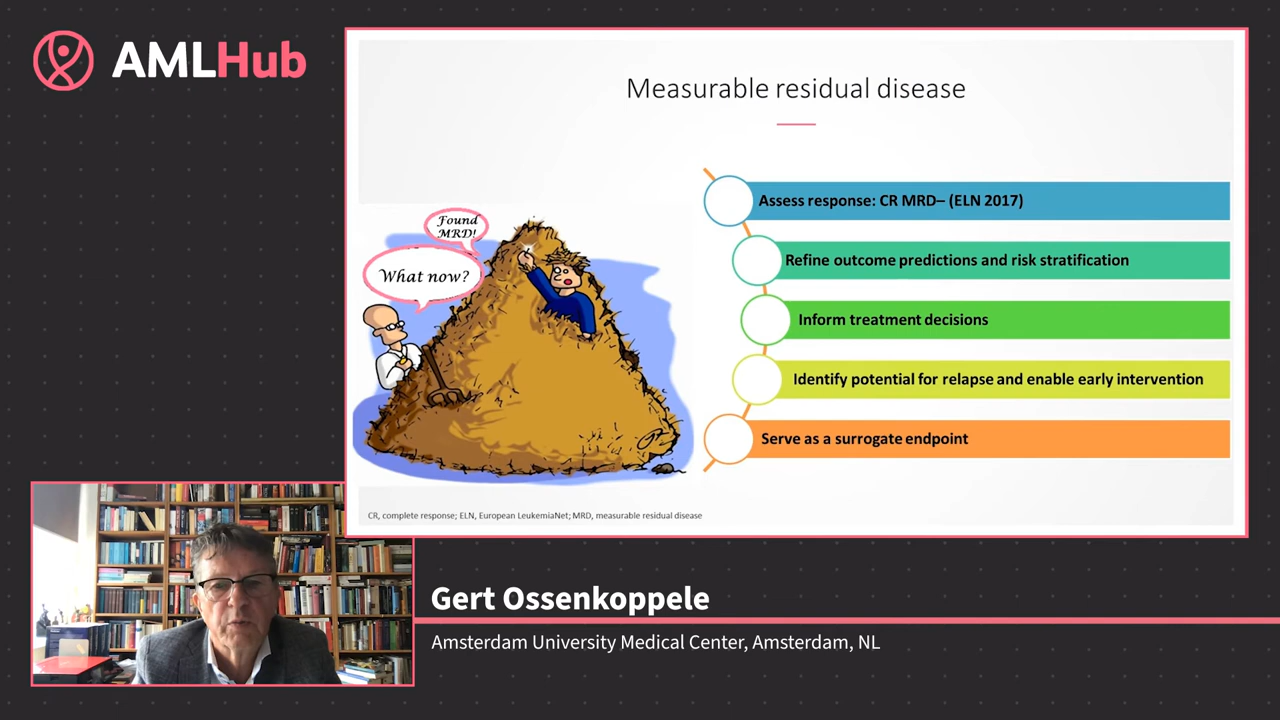 AMLHub
Measurable residual disease
Found
MRD!
What now?
Assess response: CR MRD– (ELN 2017)
Refine outcome predictions and risk stratification
Inform treatment decisions
Identify potential for relapse and enable early intervention
Serve as a surrogate endpoint
CR, complete response; ELN, European LeukemiaNet; MRD, measurable residual disease
Gert Ossenkoppele
Amsterdam University Medical Center, Amsterdam, NL